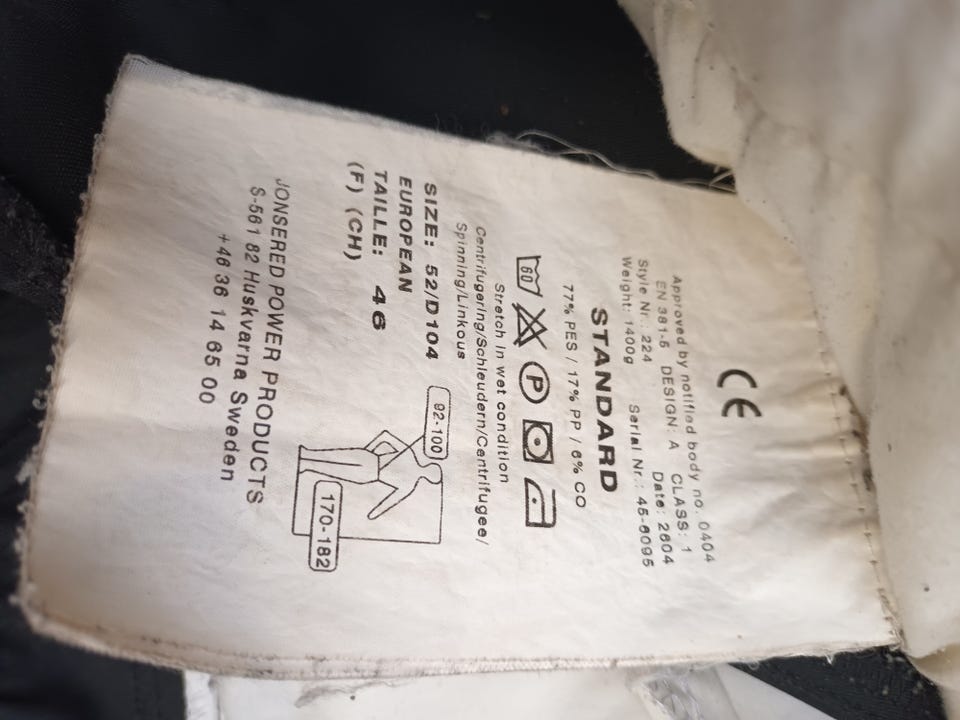 CE
Approved by notified body no. 0404
EN 381-5 DESIGN: A CLASS: 1
Style Nr.: 224 Date: 2604
Weight: 1400g Serial Nr.: 45-6095
STANDARD
77% PES / 17% PP / 6% CO
60 P
Stretch in wet condition
Centrifugering/Schleudern/Centrifugee/
Spinning/Linkous
SIZE: 52/D104
EUROPEAN
TAILLE: 46
(F) (CH)
92-100
170-182
JONSERED POWER PRODUCTS
S-561 82 Huskvarna Sweden
+46 36 14 65 00